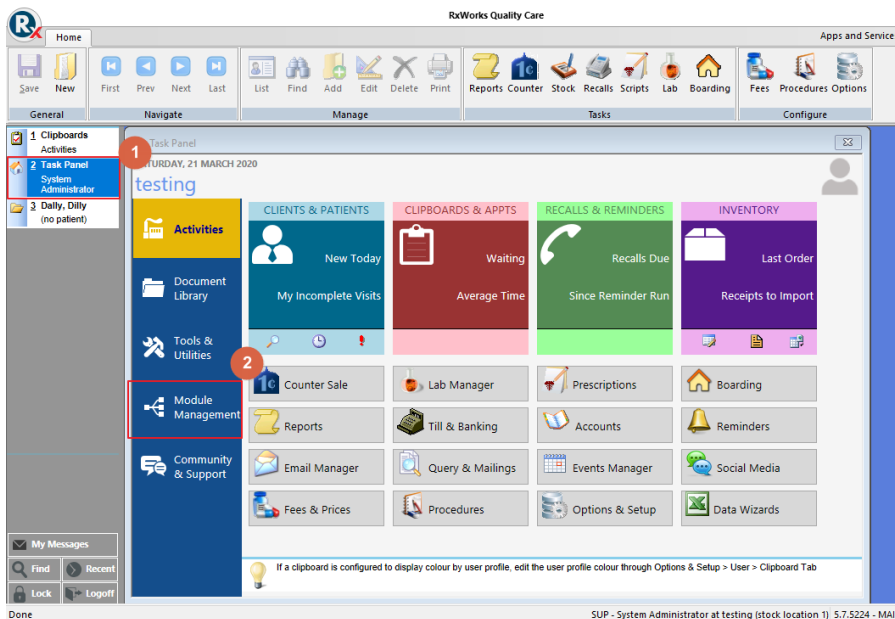 RxWorks Quality Care
Rx
Home
Apps and Service
Save New First Prev Next Last List Find Add Edit Delete Print Reports Counter Stock Recalls Scripts Lab Boarding Fees Procedures Options
General Navigate Manage Tasks Configure
1 Clipboards
Activities
2 Task Panel
System
Administrator
3 Dally, Dilly
(no patient)
1
Task Panel
TURDAY, 21 MARCH 2020
testing
Activities
Document
Library
Tools &
Utilities
2
Module
Management
Community
& Support
CLIENTS & PATIENTS
New Today
My Incomplete Visits
CLIPBOARDS & APPTS
Waiting
Average Time
RECALLS & REMINDERS
Recalls Due
Since Reminder Run
INVENTORY
Last Order
Receipts to Import
1¢ Counter Sale Lab Manager Prescriptions Boarding
Reports Till & Banking Accounts Reminders
Email Manager Query & Mailings Events Manager Social Media
Fees & Prices Procedures Options & Setup Data Wizards
If a clipboard is configured to display colour by user profile, edit the user profile colour through Options & Setup > User > Clipboard Tab
My Messages
Find Recent
Lock Logoff
Done
SUP - System Administrator at testing (stock location 1) 5.7.5224 - MAI